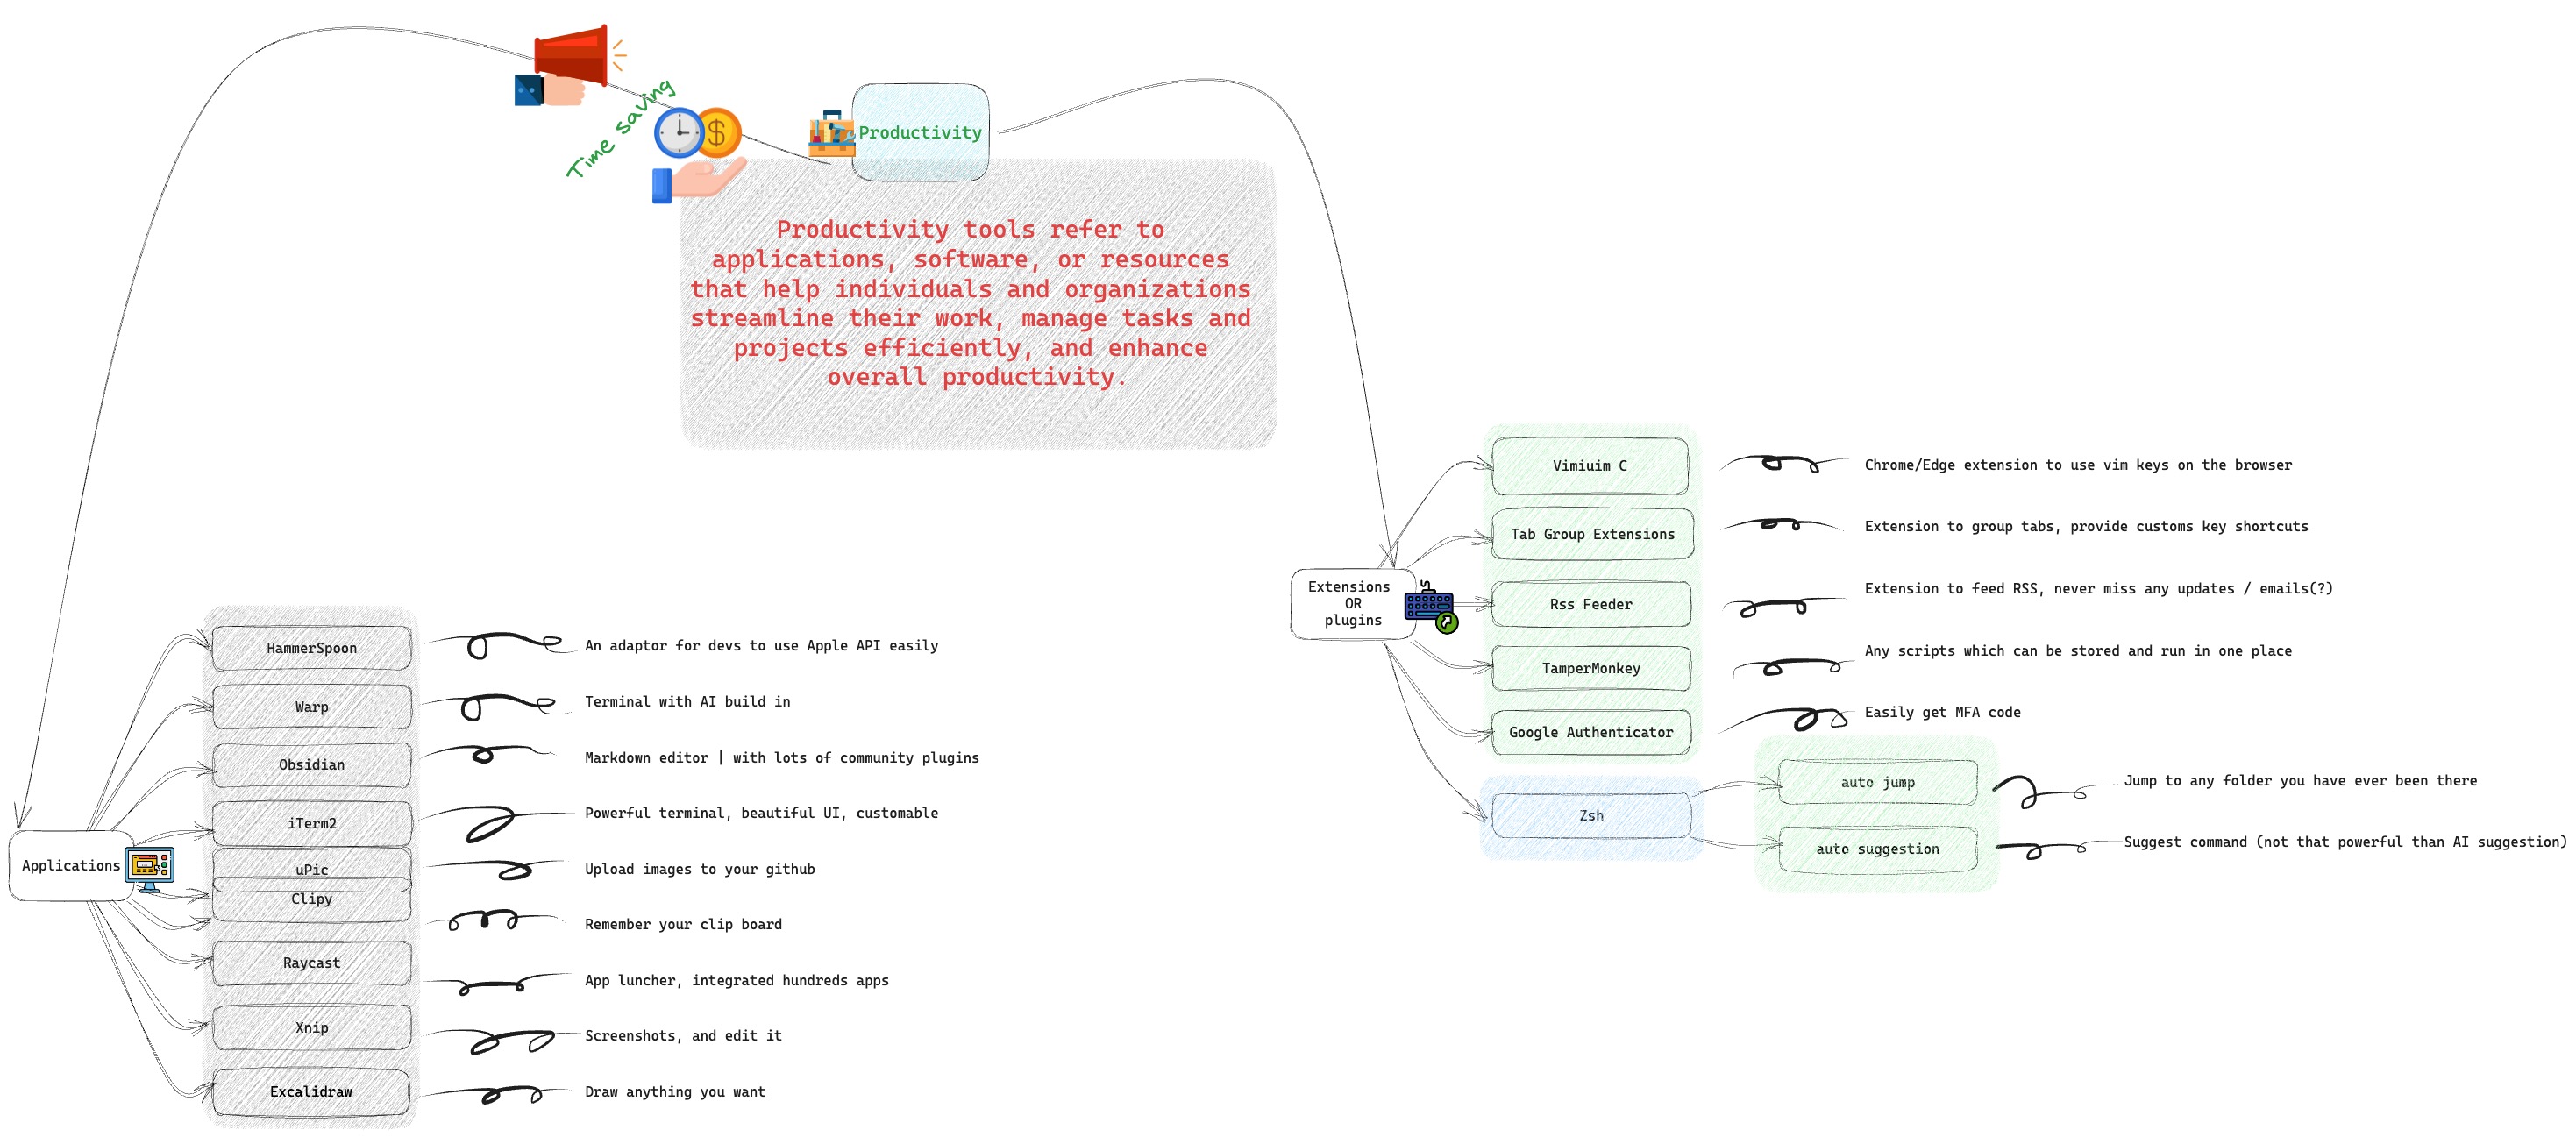 Time saving
Productivity
Productivity tools refer to
applications, software, or resources
that help individuals and organizations
streamline their work, manage tasks and
projects efficiently, and enhance
overall productivity.
Applications
HammerSpoon
An adaptor for devs to use Apple API easily
Warp
Terminal with AI build in
Obsidian
Markdown editor | with lots of community plugins
iTerm2
Powerful terminal, beautiful UI, customable
uPic
Upload images to your github
Clipy
Remember your clip board
Raycast
App luncher, integrated hundreds apps
Xnip
Screenshots, and edit it
Excalidraw
Draw anything you want
Extensions
OR
plugins
Vimiuim C
Chrome/Edge extension to use vim keys on the browser
Tab Group Extensions
Extension to group tabs, provide customs key shortcuts
Rss Feeder
Extension to feed RSS, never miss any updates / emails(?)
TamperMonkey
Any scripts which can be stored and run in one place
Google Authenticator
Easily get MFA code
Zsh
auto jump
Jump to any folder you have ever been there
auto suggestion
Suggest command (not that powerful than AI suggestion)